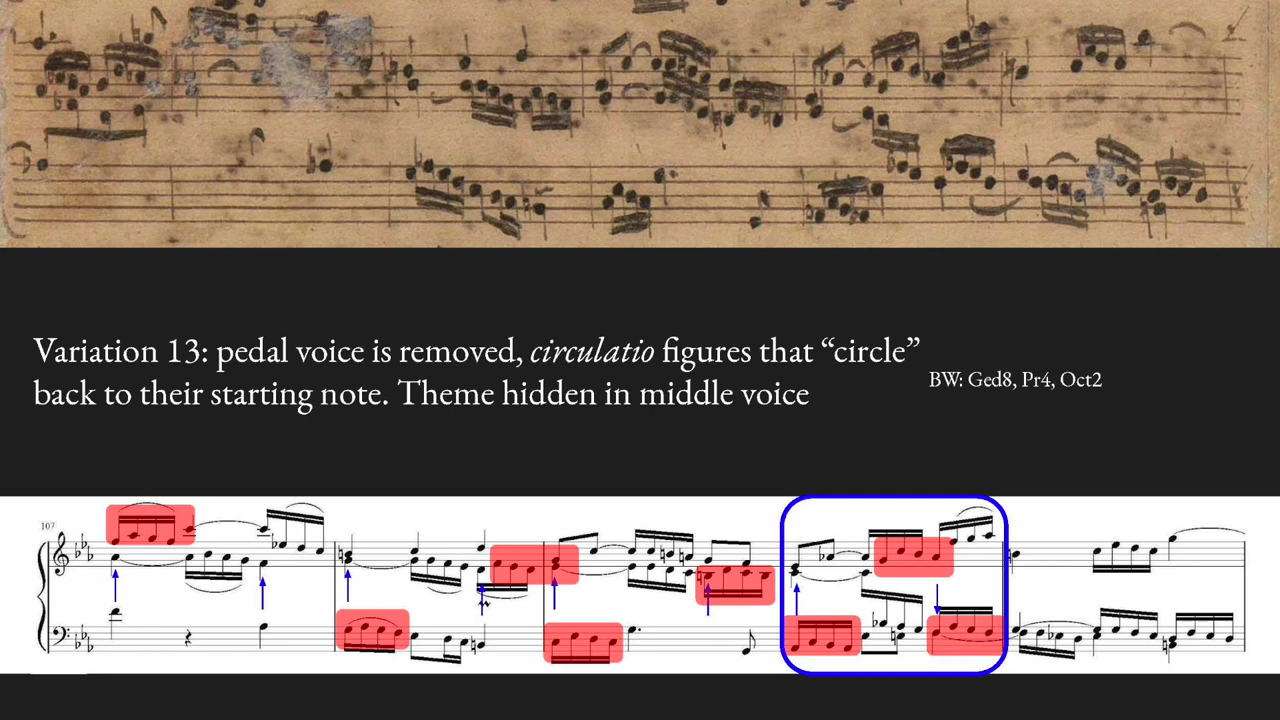 Variation 13: pedal voice is removed, circulatio figures that “circle”
back to their starting note. Theme hidden in middle voice
BW: Ged8, Pr4, Oct2
107